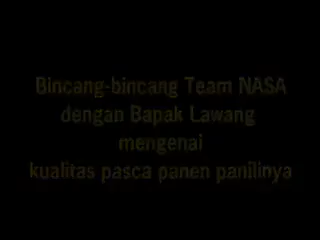 Bincang-bincang Team NASA
dengan Bapak Lawang
mengenai
kualitas pasca panen panilinya